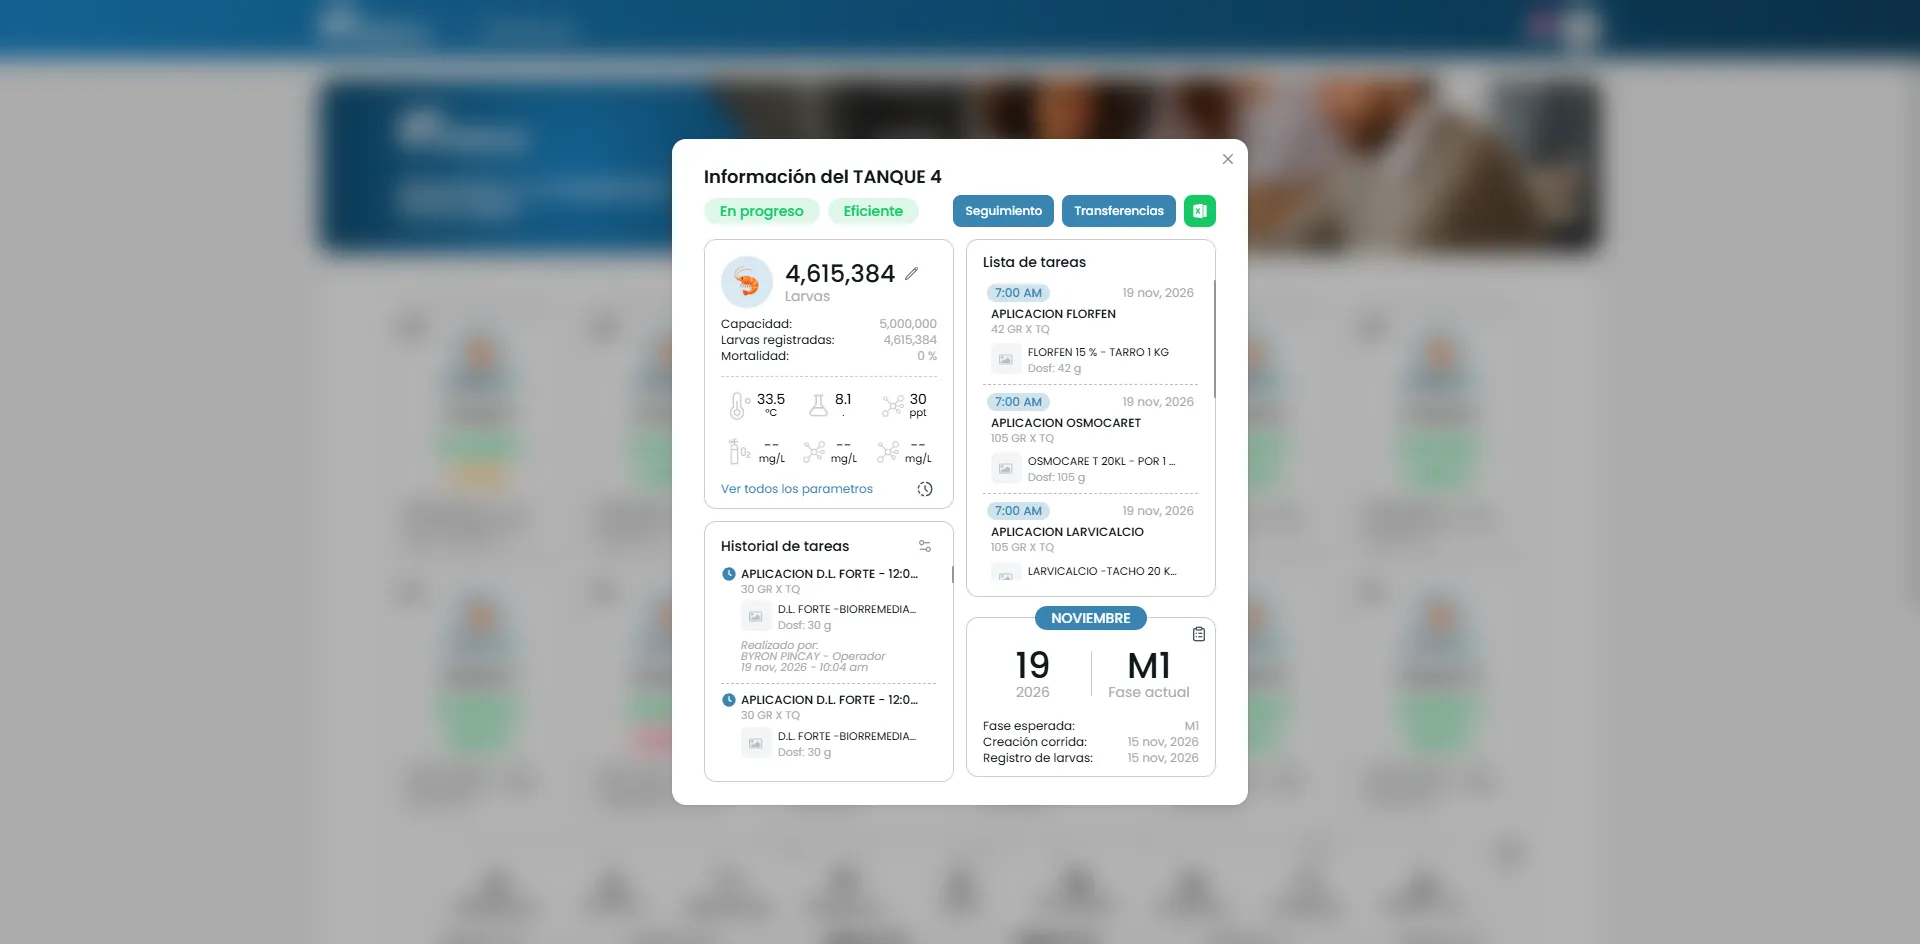 Información del TANQUE 4
En progreso
Eficiente
Seguimiento
Transferencias
4,615,384
Larvas
Capacidad: 5,000,000
Larvas registradas: 4,615,384
Mortalidad: 0 %
33.5
°C
8.1
.
30
ppt
--
mg/L
--
mg/L
--
mg/L
Ver todos los parametros
Historial de tareas
APLICACION D.L. FORTE - 12:0...
30 GR X TQ
D.L. FORTE -BIORREMEDIA...
Dosf: 30 g
Realizado por:
BYRON PINCAY - Operador
19 nov, 2026 - 10:04 am
APLICACION D.L. FORTE - 12:0...
30 GR X TQ
D.L. FORTE -BIORREMEDIA...
Dosf: 30 g
Lista de tareas
7:00 AM 19 nov, 2026
APLICACION FLORFEN
42 GR X TQ
FLORFEN 15 % - TARRO 1 KG
Dosf: 42 g
7:00 AM 19 nov, 2026
APLICACION OSMOCARET
105 GR X TQ
OSMOCARE T 20KL - POR 1 ...
Dosf: 105 g
7:00 AM 19 nov, 2026
APLICACION LARVICALCIO
105 GR X TQ
LARVICALCIO -TACHO 20 K...
NOVIEMBRE
19
2026
M1
Fase actual
Fase esperada: M1
Creación corrida: 15 nov, 2026
Registro de larvas: 15 nov, 2026